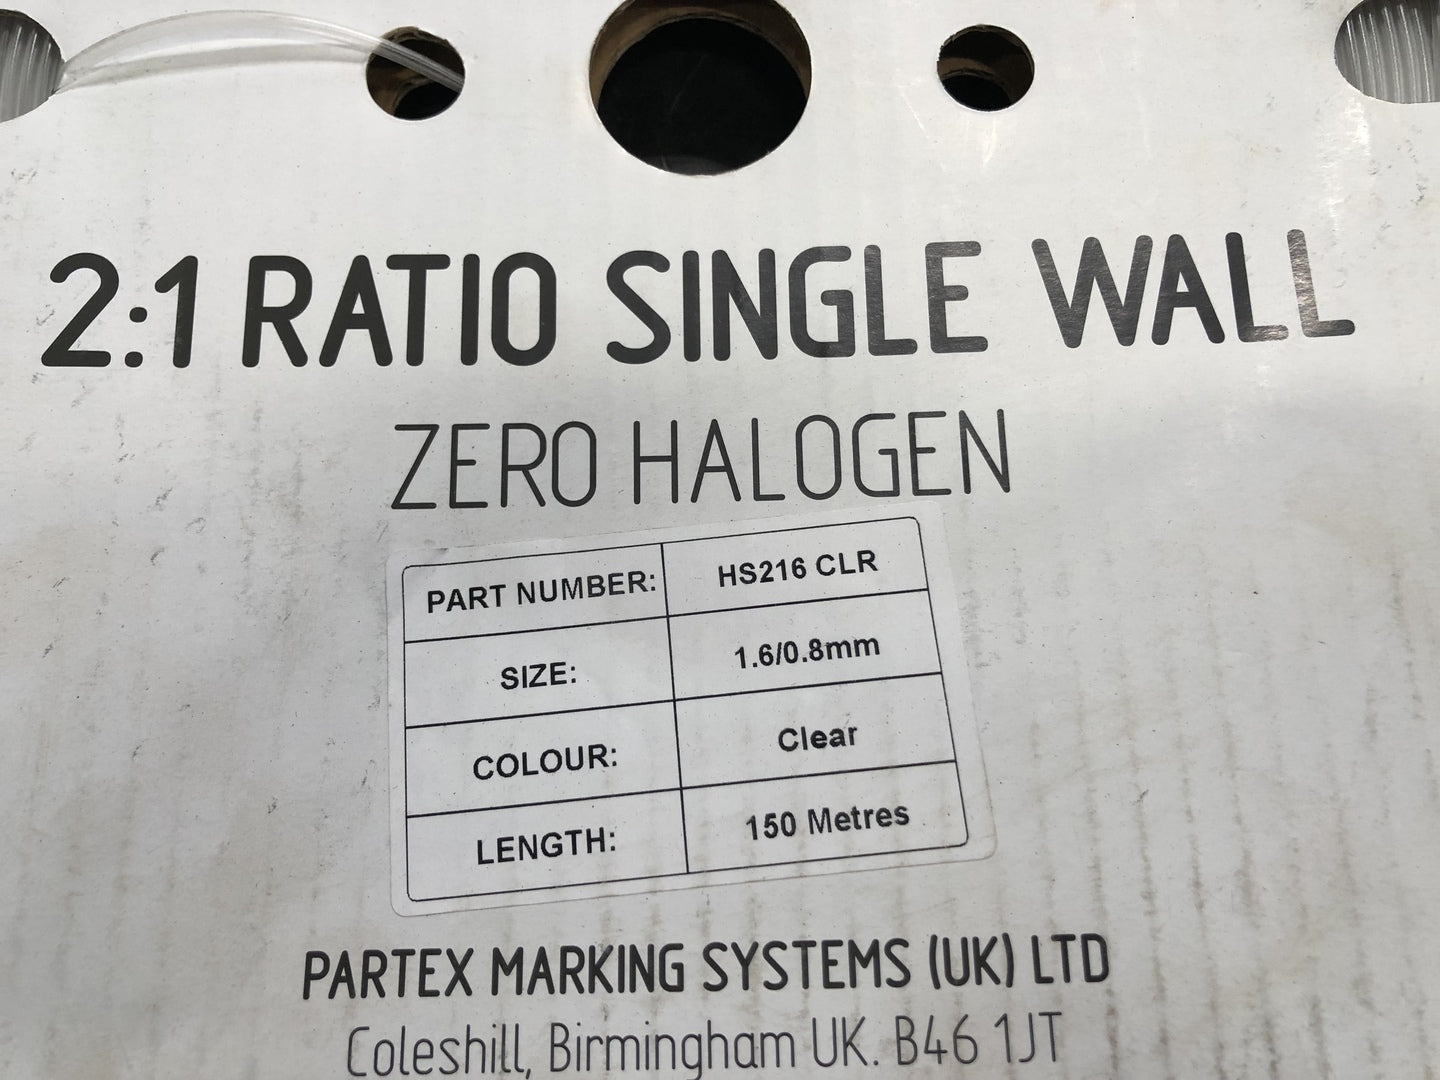 2:1 RATIO SINGLE WALL
ZERO HALOGEN
PART NUMBER: HS216 CLR
SIZE: 1.6/0.8mm
COLOUR: Clear
LENGTH: 150 Metres
PARTEX MARKING SYSTEMS (UK) LTD
Coleshill, Birmingham UK. B46 1JT